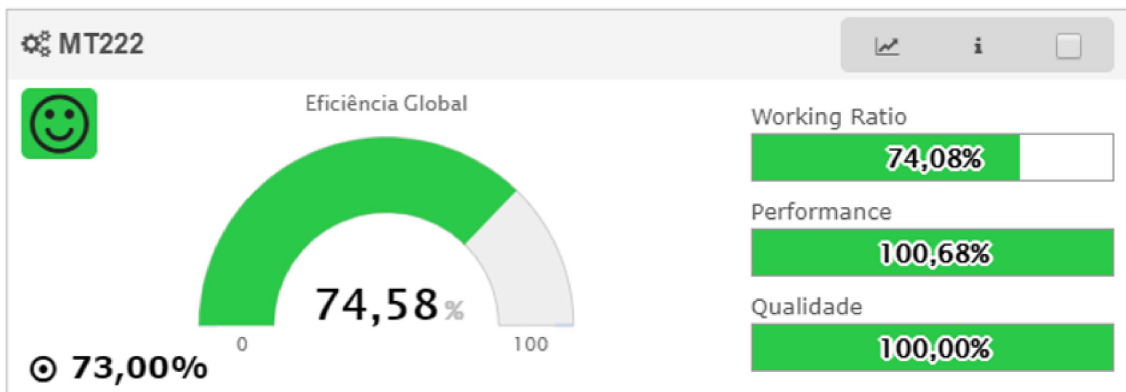 MT222
Eficiência Global
74,58 %
0
100
73,00%
Working Ratio
74,08%
Performance
100,68%
Qualidade
100,00%